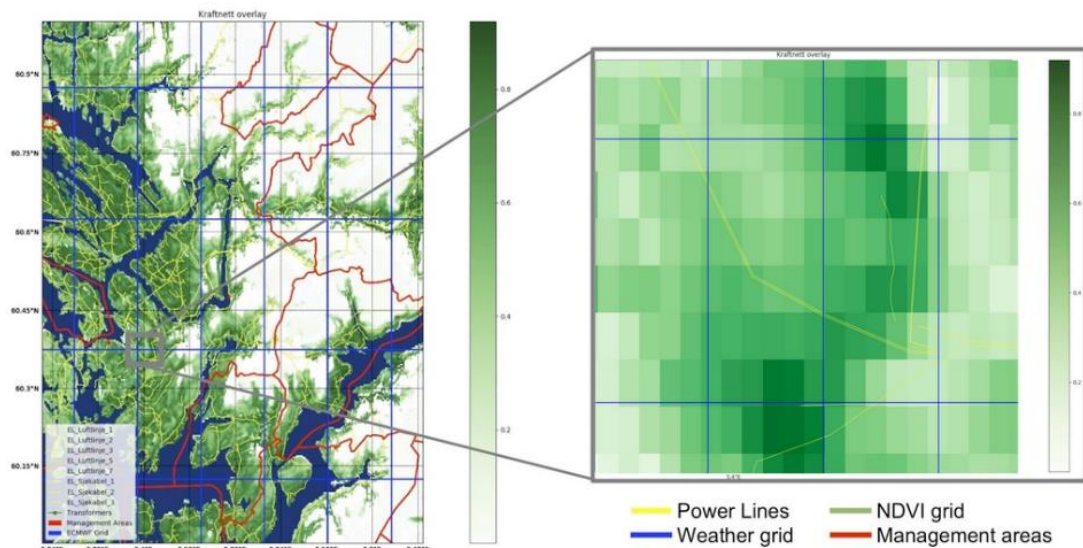 Kraftnett overlay
60.9°N
60.75°N
60.6°N
60.45°N
60.3°N
60.15°N
0.8
0.6
0.4
0.2
EL_Luftlinje_1
EL_Luftlinje_2
EL_Luftlinje_3
EL_Luftlinje_5
EL_Luftlinje_7
EL_Sjøkabel_1
EL_Sjøkabel_2
EL_Sjøkabel_3
Transformers
Management Areas
ECMWF Grid
Kraftnett overlay
0.8
0.6
0.4
0.2
Power Lines
NDVI grid
Weather grid
Management areas